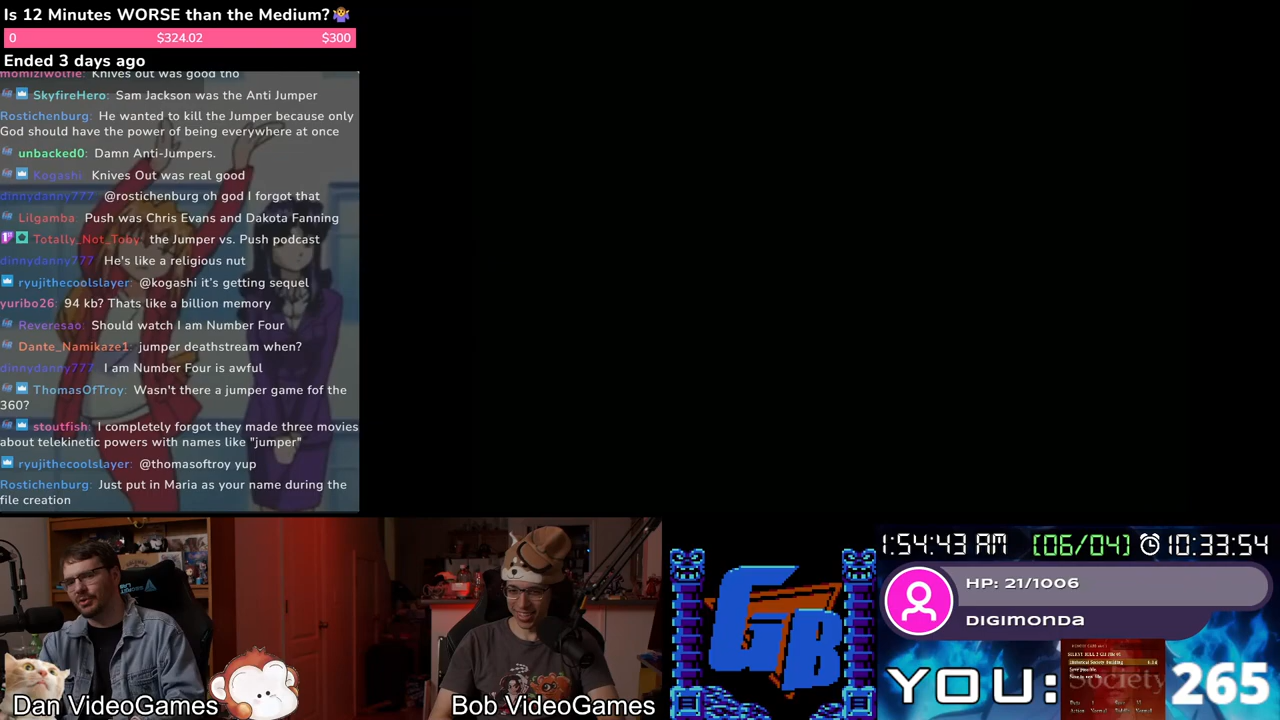 Is 12 Minutes WORSE than the Medium?🤷
0 $324.02 $300
Ended 3 days ago
momiziwolfie: Knives out was good tho
SkyfireHero: Sam Jackson was the Anti Jumper
Rostichenburg: He wanted to kill the Jumper because only
God should have the power of being everywhere at once
unbacked0: Damn Anti-Jumpers.
Kogashi: Knives Out was real good
dinnydanny777: @rostichenburg oh god I forgot that
Lilgamba: Push was Chris Evans and Dakota Fanning
Totally_Not_Toby: the Jumper vs. Push podcast
dinnydanny777: He's like a religious nut
ryujithecoolslayer: @kogashi it's getting sequel
yuribo26: 94 kb? Thats like a billion memory
Reveresao: Should watch I am Number Four
Dante_Namikaze1: jumper deathstream when?
dinnydanny777: I am Number Four is awful
ThomasOfTroy: Wasn't there a jumper game fof the
360?
stoutfish: I completely forgot they made three movies
about telekinetic powers with names like "jumper"
ryujithecoolslayer: @thomasoftroy yup
Rostichenburg: Just put in Maria as your name during the
file creation
Dan VideoGames
Bob VideoGames
GB
1:54:43 AM [06/04] 10:33:54
HP: 21/1006
DIGIMONDA
YOU: 265
Society